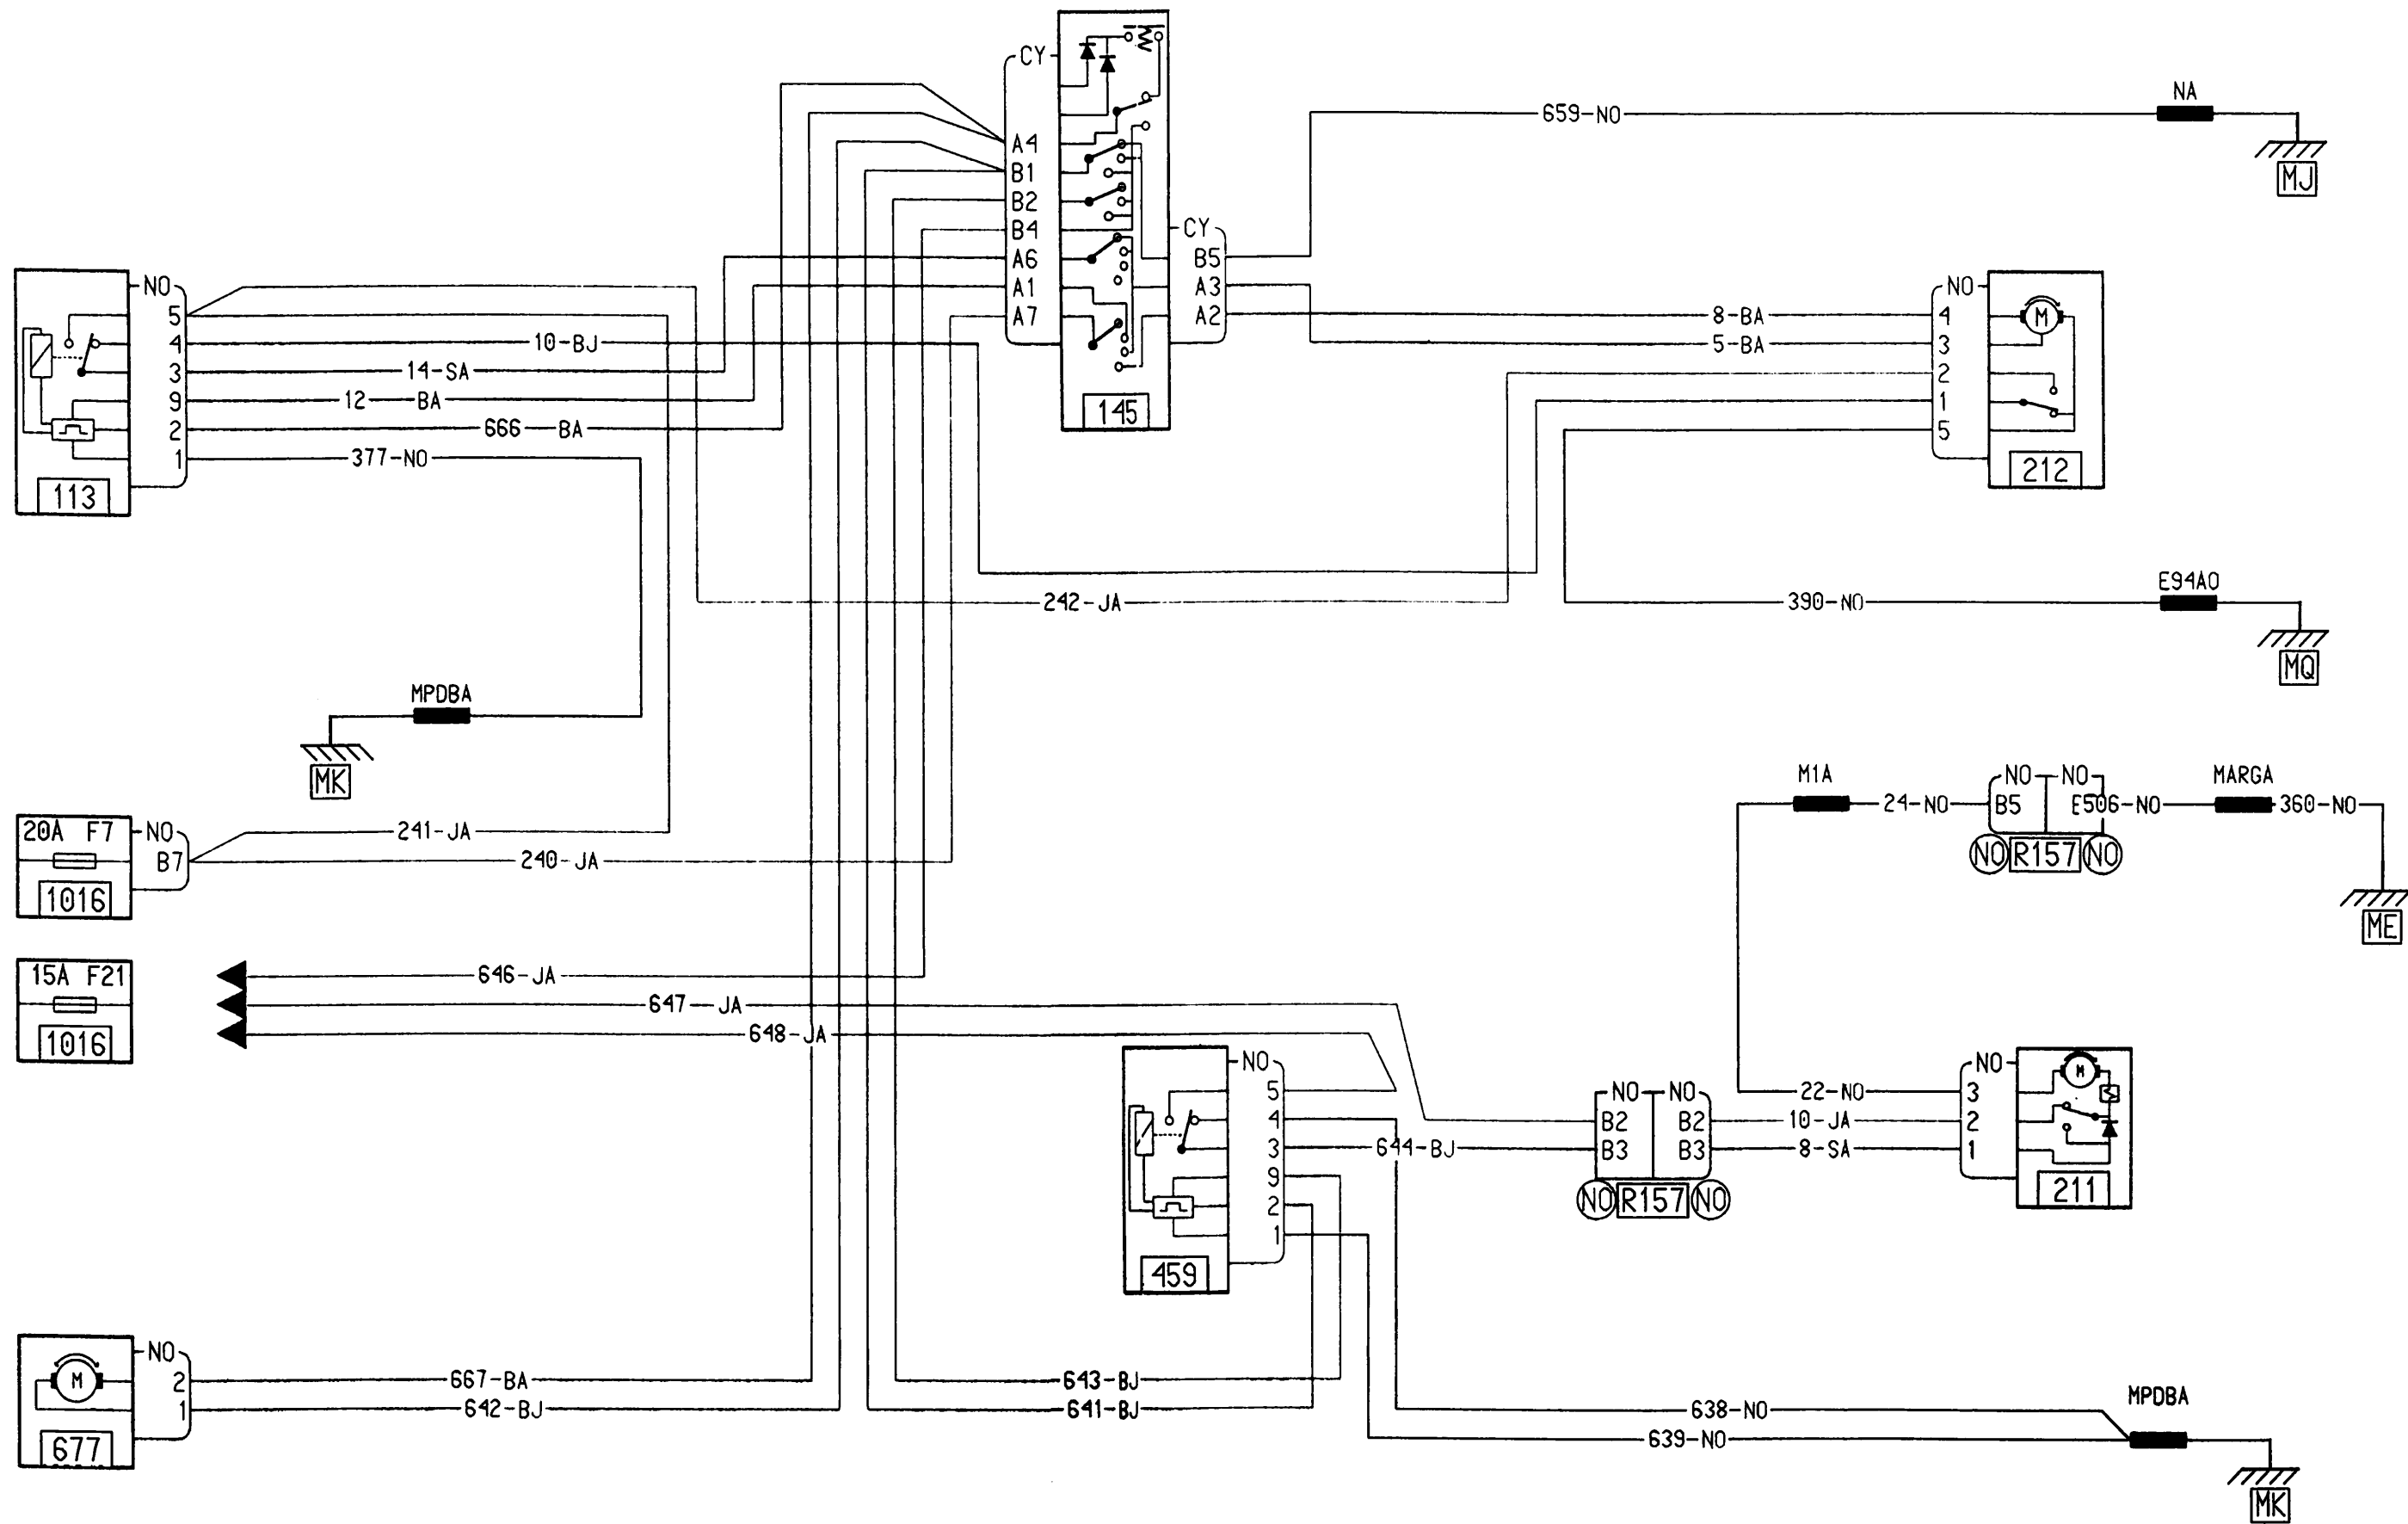 CY
A4
B1
B2
B4
A6
A1
A7
145
CY
B5
A3
A2
659-NO
NA
MJ
NO
5
4
3
9
2
1
113
10-BJ
14-SA
12-BA
666-BA
377-NO
8-BA
5-BA
NO
4
3
2
1
5
212
242-JA
390-NO
E94AO
MQ
MPDBA
MK
20A F7
NO
B7
1016
241-JA
240-JA
M1A
24-NO
NO
NO
B5
E506-NO
MARGA
360-NO
NO
R157
NO
ME
15A F21
1016
646-JA
647-JA
648-JA
NO
5
4
3
9
2
1
459
644-BJ
NO
NO
B2
B2
B3
B3
NO
R157
NO
22-NO
10-JA
8-SA
NO
3
2
1
M
211
M
NO
2
1
677
667-BA
642-BJ
643-BJ
641-BJ
638-NO
639-NO
MPDBA
MK
M